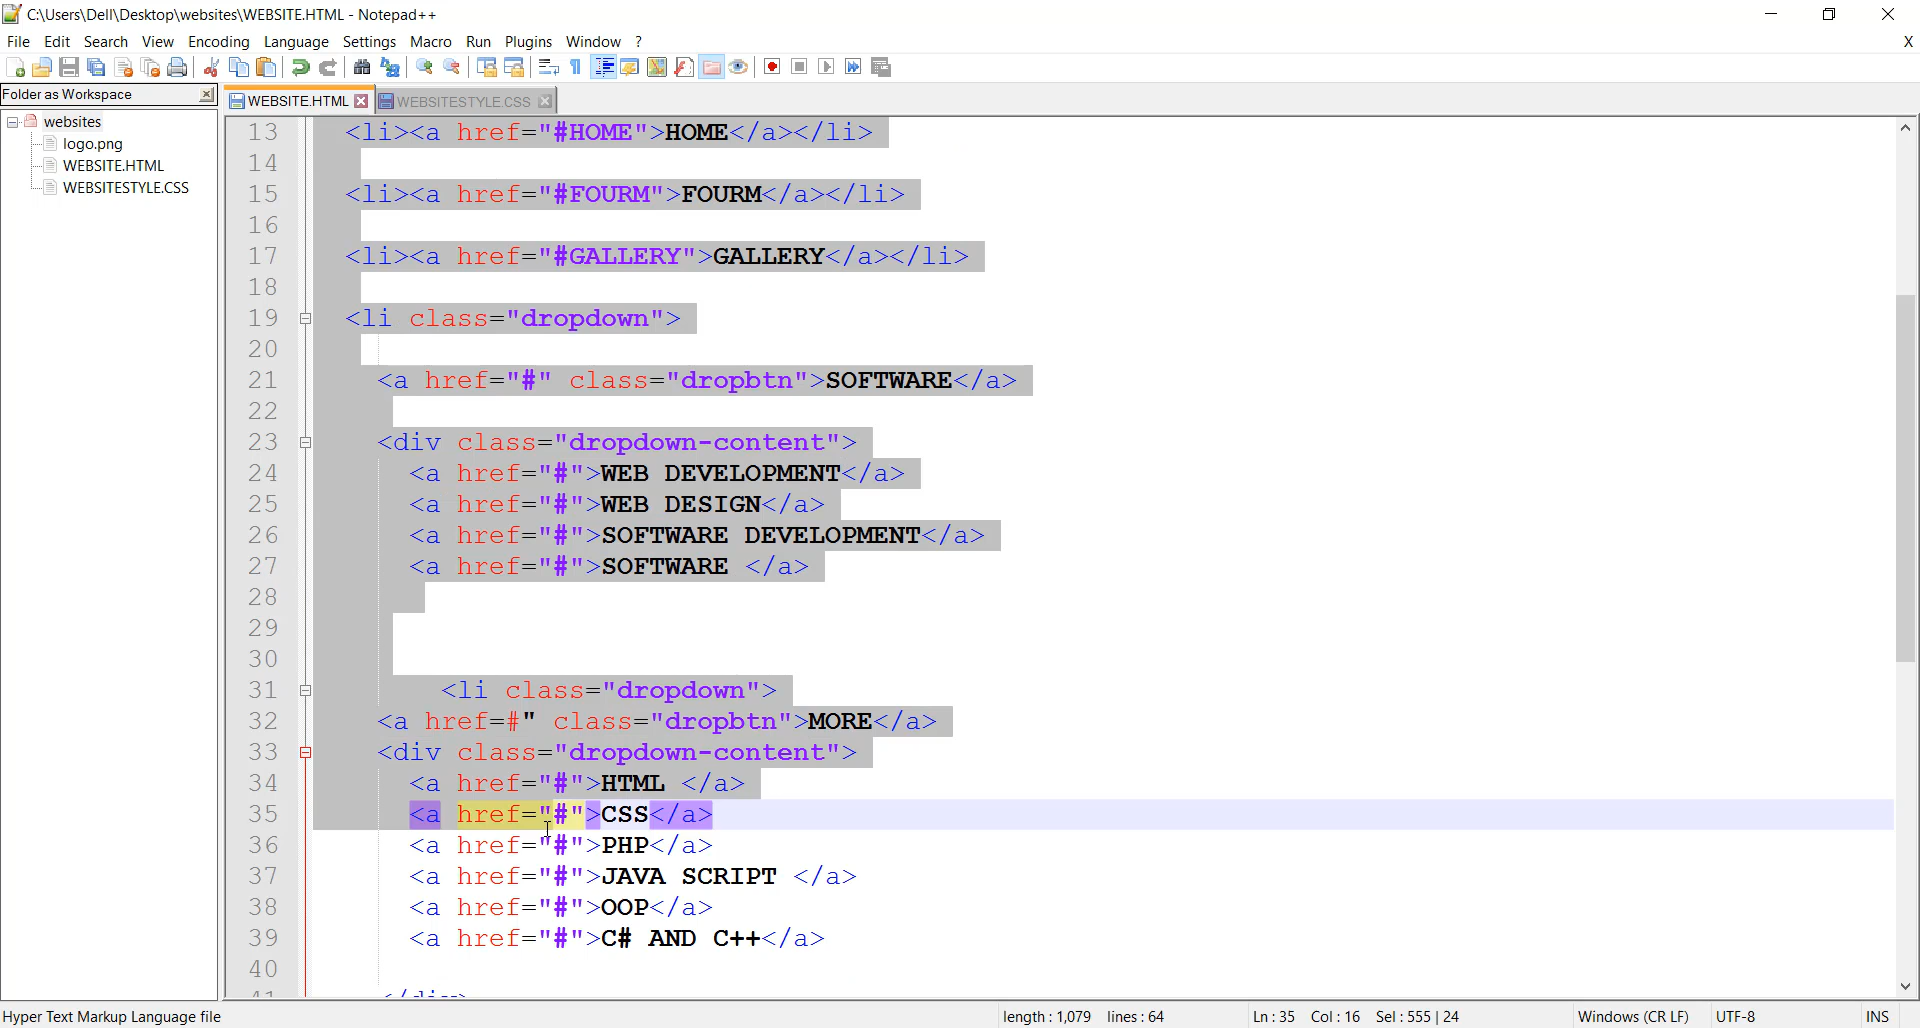 C:\Users\Dell\Desktop\websites\WEBSITE.HTML - Notepad++
File Edit Search View Encoding Language Settings Macro Run Plugins Window ? X
Folder as Workspace
WEBSITE.HTML WEBSITESTYLE.CSS
websites
logo.png
WEBSITE.HTML
WEBSITESTYLE.CSS
13 <li><a href="#HOME">HOME</a></li>
14
15 <li><a href="#FOURM">FOURM</a></li>
16
17 <li><a href="#GALLERY">GALLERY</a></li>
18
19 <li class="dropdown">
20
21 <a href="#" class="dropbtn">SOFTWARE</a>
22
23 <div class="dropdown-content">
24 <a href="#">WEB DEVELOPMENT</a>
25 <a href="#">WEB DESIGN</a>
26 <a href="#">SOFTWARE DEVELOPMENT</a>
27 <a href="#">SOFTWARE </a>
28
29
30
31 <li class="dropdown">
32 <a href=#" class="dropbtn">MORE</a>
33 <div class="dropdown-content">
34 <a href="#">HTML </a>
35 <a href="#">CSS</a>
36 <a href="#">PHP</a>
37 <a href="#">JAVA SCRIPT </a>
38 <a href="#">OOP</a>
39 <a href="#">C# AND C++</a>
40
41 </div>
Hyper Text Markup Language file length : 1,079 lines : 64 Ln : 35 Col : 16 Sel : 555 | 24 Windows (CR LF) UTF-8 INS